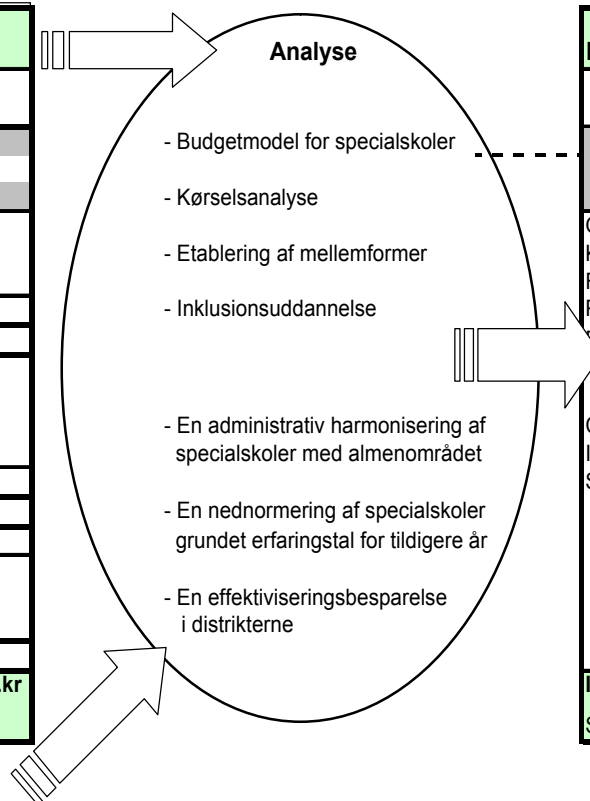 Analyse
- Budgetmodel for specialskoler
- Kørselsanalyse
- Etablering af mellemformer
- Inklusionsuddannelse
- En administrativ harmonisering af
specialskoler med almenområdet
- En nednormering af specialskoler
grundet erfaringstal for tildigere år
- En effektiviseringsbesparelse
i distrikterne
.kr